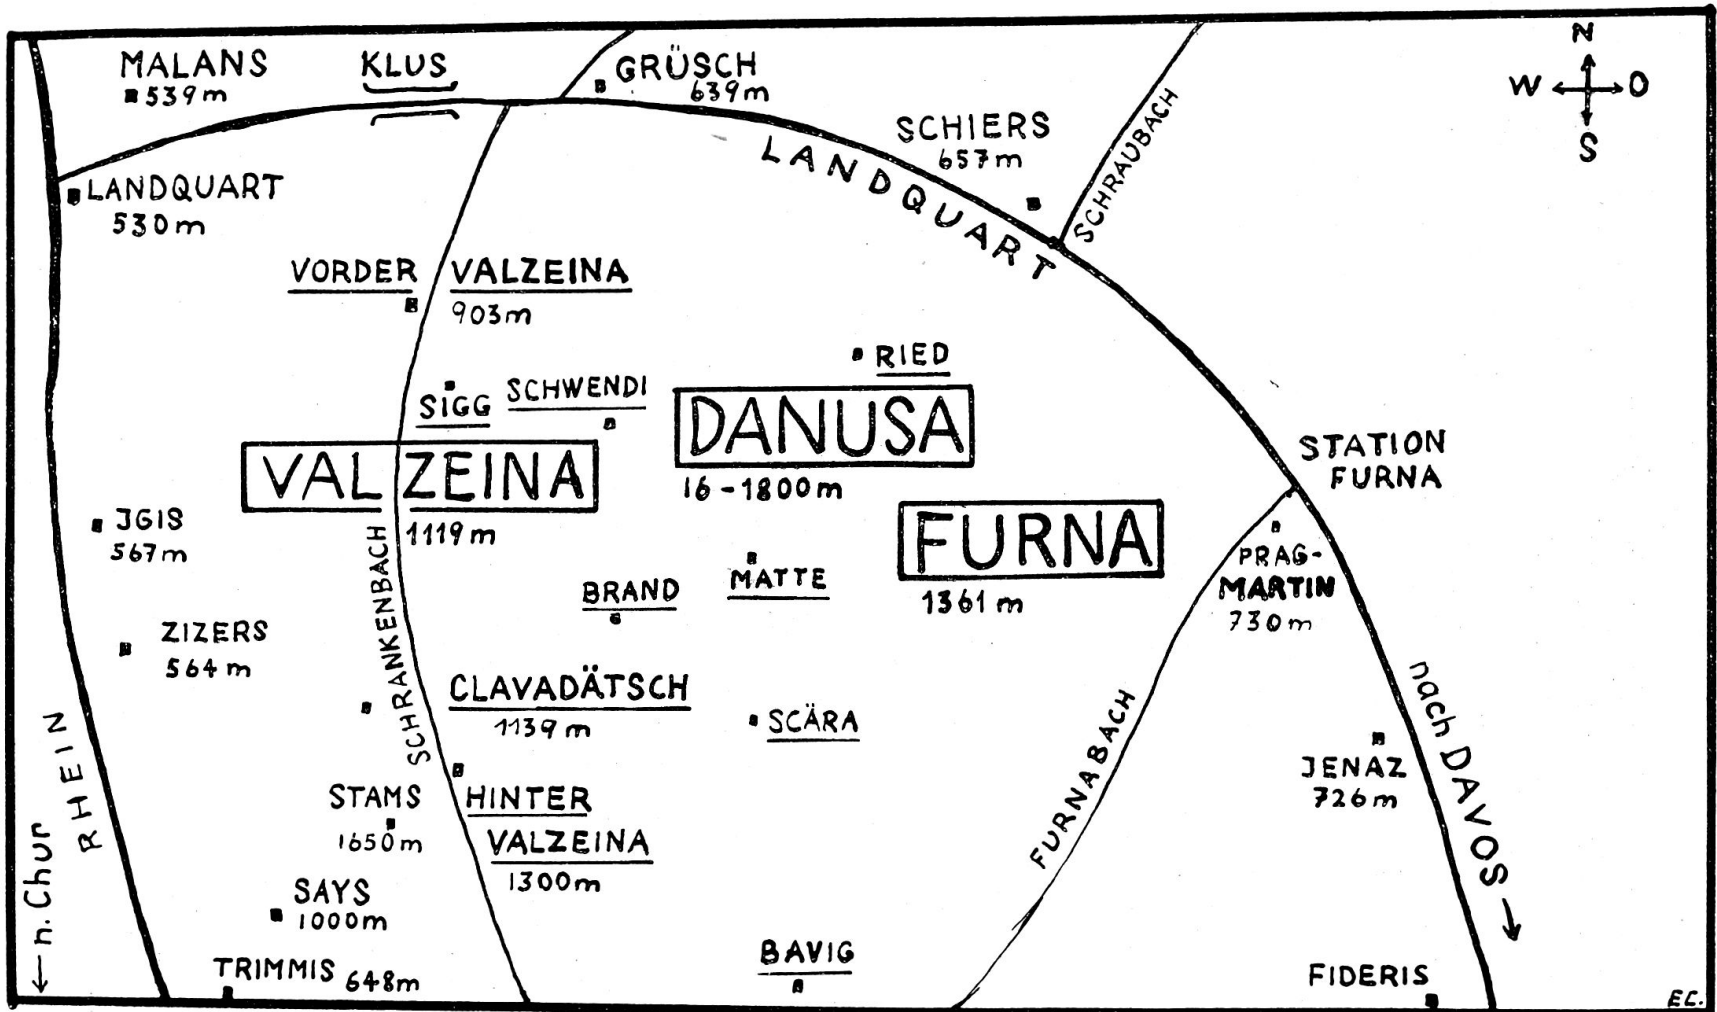 MALANS
539m
KLUS
GRÜSCH
639m
N
W O
S
SCHIERS
657m
SCHRAUBACH
LANDQUART
LANDQUART
530m
VORDER VALZEINA
903m
RIED
SIGG
SCHWENDI
DANUSA
16-1800m
VALZEINA
1119m
STATION
FURNA
FURNA
1361m
JGIS
567m
PRAG-
MARTIN
730m
MATTE
BRAND
ZIZERS
564m
SCHRANKENBACH
CLAVADÄTSCH
1139m
SCÄRA
FURNABACH
nach DAVOS
JENAZ
726m
RHEIN
n. Chur
STAMS
1650m
HINTER
VALZEINA
1300m
SAYS
1000m
TRIMMIS 648m
BAVIG
FIDERIS
EC.